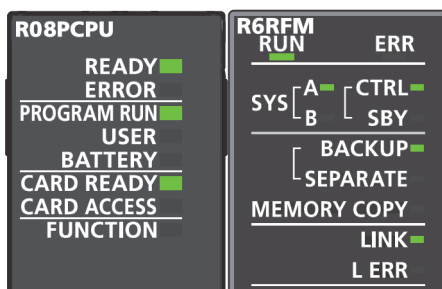 R08PCPU
READY
ERROR
PROGRAM RUN
USER
BATTERY
CARD READY
CARD ACCESS
FUNCTION
R6RFM
RUN ERR
SYS A CTRL
B SBY
BACKUP
SEPARATE
MEMORY COPY
LINK
L ERR